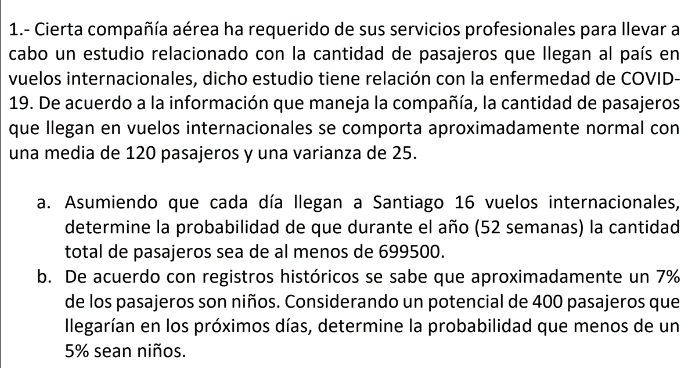 1.- Cierta compañía aérea ha requerido de sus servicios profesionales para llevar a
cabo un estudio relacionado con la cantidad de pasajeros que llegan al país en
vuelos internacionales, dicho estudio tiene relación con la enfermedad de COVID-
19. De acuerdo a la información que maneja la compañía, la cantidad de pasajeros
que llegan en vuelos internacionales se comporta aproximadamente normal con
una media de 120 pasajeros y una varianza de 25.
a. Asumiendo que cada día llegan a Santiago 16 vuelos internacionales,
determine la probabilidad de que durante el año (52 semanas) la cantidad
total de pasajeros sea de al menos de 699500.
b. De acuerdo con registros históricos se sabe que aproximadamente un 7%
de los pasajeros son niños. Considerando un potencial de 400 pasajeros que
llegarían en los próximos días, determine la probabilidad que menos de un
5% sean niños.